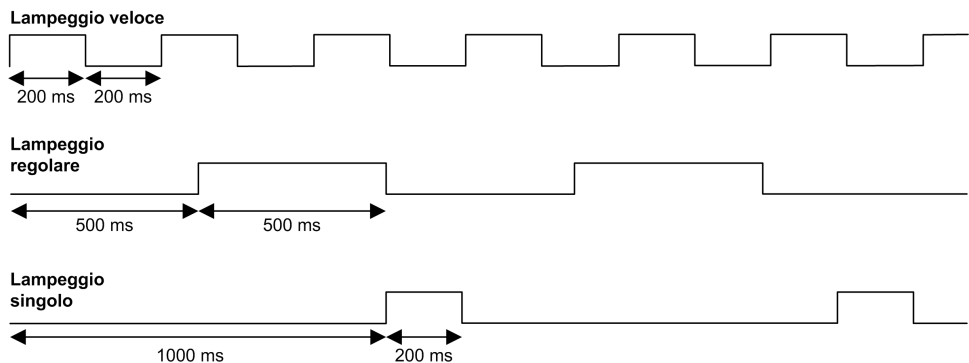 Lampeggio veloce
200 ms 200 ms
Lampeggio
regolare
500 ms 500 ms
Lampeggio
singolo
1000 ms 200 ms